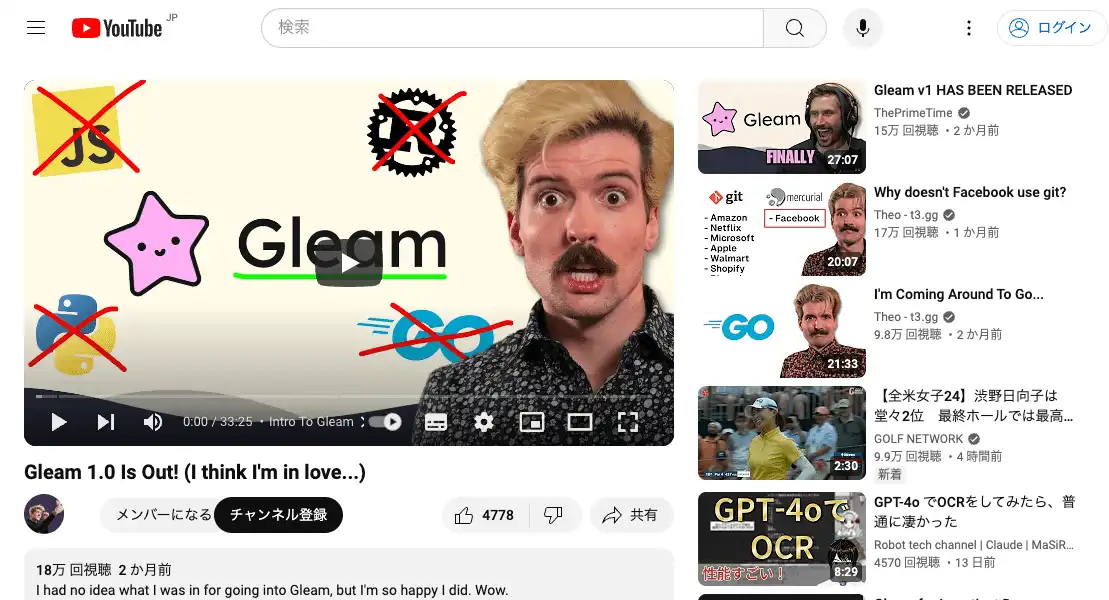 YouTube JP
検索
ログイン
JS
R
Gleam
GO
0:00 / 33:25 • Intro To Gleam
Gleam 1.0 Is Out! (I think I'm in love...)
メンバーになる
チャンネル登録
4778
共有
18万 回視聴 2 か月前
I had no idea what I was in for going into Gleam, but I'm so happy I did. Wow.
Gleam
FINALLY
27:07
Gleam v1 HAS BEEN RELEASED
ThePrimeTime
15万 回視聴 • 2 か月前
git
mercurial
- Amazon
- Netflix
- Microsoft
- Apple
- Walmart
- Shopify
- Facebook
20:07
Why doesn't Facebook use git?
Theo - t3.gg
17万 回視聴 • 1 か月前
GO
21:33
I'm Coming Around To Go...
Theo - t3.gg
9.8万 回視聴 • 2 か月前
2:30
【全米女子24】渋野日向子は
堂々2位 最終ホールでは最高...
GOLF NETWORK
9.9万 回視聴 • 4 時間前
新着
GPT-4oで
OCR
性能すごい！
8:29
GPT-4o でOCRをしてみたら、普
通に凄かった
Robot tech channel | Claude | MaSiR...
4570 回視聴 • 13 日前